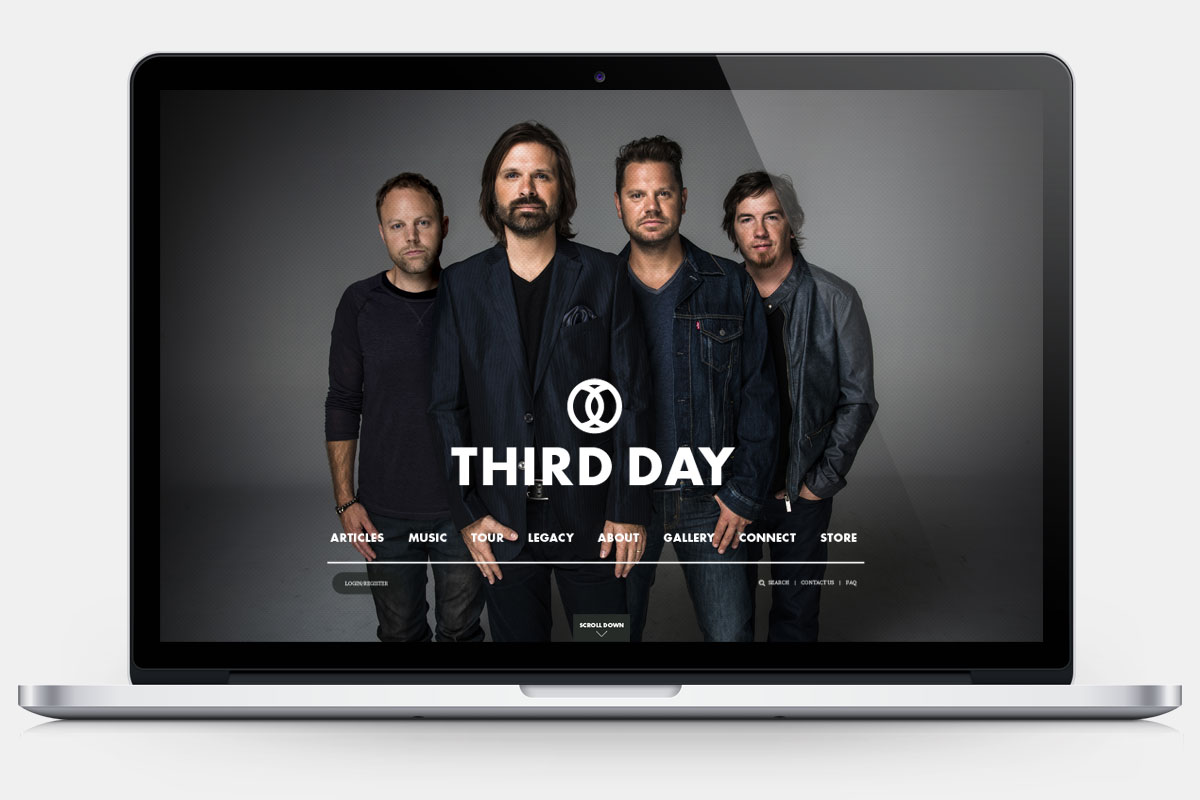 THIRD DAY
ARTICLES MUSIC TOUR LEGACY ABOUT GALLERY CONNECT STORE
LOGIN/REGISTER SEARCH | CONTACT US | FAQ
SCROLL DOWN